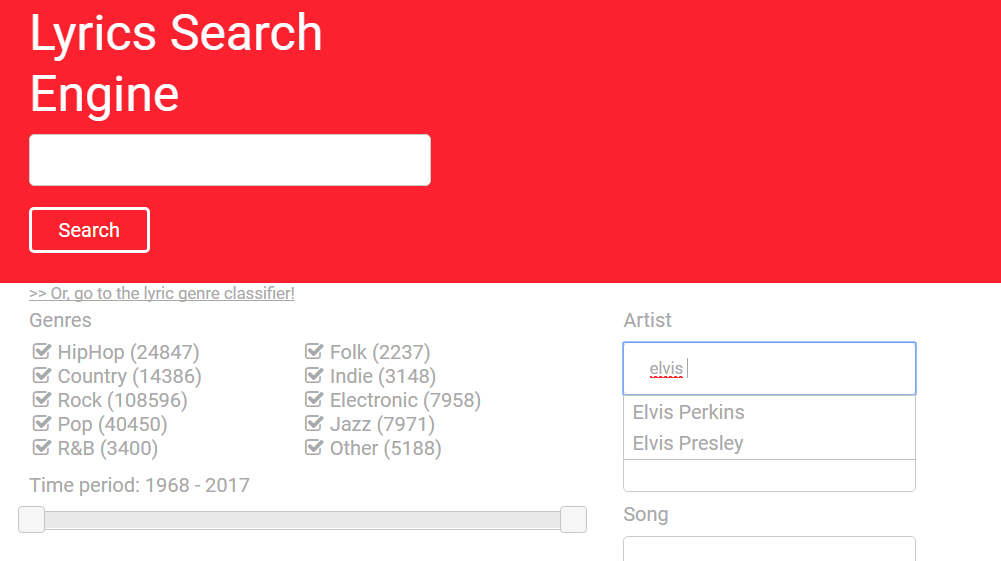 Lyrics Search
Engine
Search
>> Or, go to the lyric genre classifier!
Genres
HipHop (24847)
Country (14386)
Rock (108596)
Pop (40450)
R&B (3400)
Folk (2237)
Indie (3148)
Electronic (7958)
Jazz (7971)
Other (5188)
Time period: 1968 - 2017
Artist
elvis
Elvis Perkins
Elvis Presley
Song